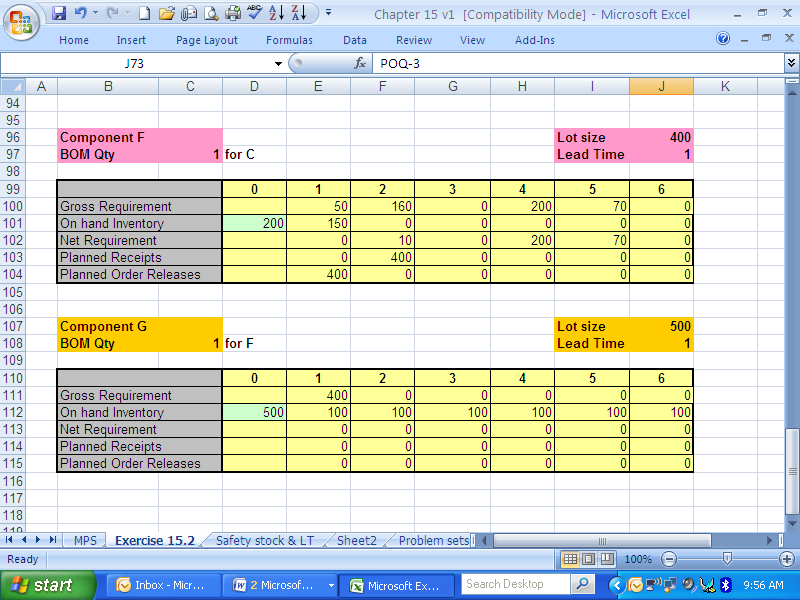 Chapter 15 v1 [Compatibility Mode] - Microsoft Excel
Home Insert Page Layout Formulas Data Review View Add-Ins
J73 fx POQ-3
A B C D E F G H I J K
94
95
96 Component F Lot size 400
97 BOM Qty 1 for C Lead Time 1
98
99 0 1 2 3 4 5 6
100 Gross Requirement 50 160 0 200 70 0
101 On hand Inventory 200 150 0 0 0 0 0
102 Net Requirement 0 10 0 200 70 0
103 Planned Receipts 0 400 0 0 0 0
104 Planned Order Releases 400 0 0 0 0 0
105
106
107 Component G Lot size 500
108 BOM Qty 1 for F Lead Time 1
109
110 0 1 2 3 4 5 6
111 Gross Requirement 400 0 0 0 0 0
112 On hand Inventory 500 100 100 100 100 100 100
113 Net Requirement 0 0 0 0 0 0
114 Planned Receipts 0 0 0 0 0 0
115 Planned Order Releases 0 0 0 0 0 0
116
117
118
119
MPS Exercise 15.2 Safety stock & LT Sheet2 Problem sets
Ready 100%
start Inbox - Micr... 2 Microsof... Microsoft Ex... Search Desktop 9:56 AM